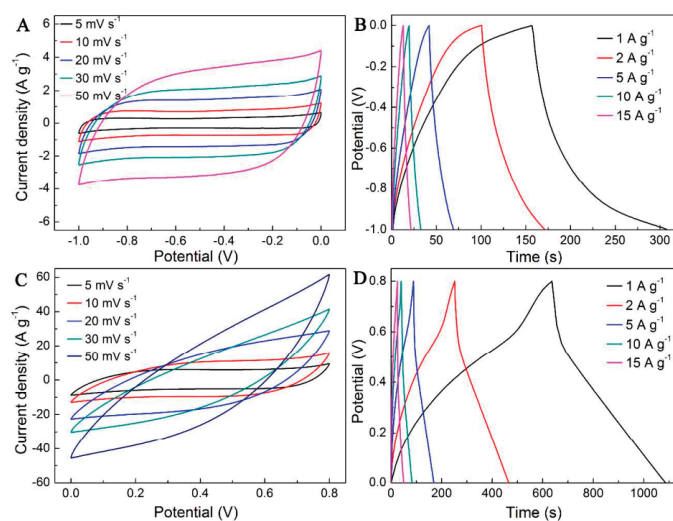 A
5 mV s⁻¹
10 mV s⁻¹
20 mV s⁻¹
30 mV s⁻¹
50 mV s⁻¹
Current density (A g⁻¹)
6
4
2
0
-2
-4
-6
-1.0
-0.8
-0.6
-0.4
-0.2
0.0
Potential (V)
B
1 A g⁻¹
2 A g⁻¹
5 A g⁻¹
10 A g⁻¹
15 A g⁻¹
Potential (V)
0.0
-0.2
-0.4
-0.6
-0.8
-1.0
0
50
100
150
200
250
300
Time (s)
C
5 mV s⁻¹
10 mV s⁻¹
20 mV s⁻¹
30 mV s⁻¹
50 mV s⁻¹
Current density (A g⁻¹)
60
40
20
0
-20
-40
-60
0.0
0.2
0.4
0.6
0.8
Potential (V)
D
1 A g⁻¹
2 A g⁻¹
5 A g⁻¹
10 A g⁻¹
15 A g⁻¹
Potential (V)
0.8
0.6
0.4
0.2
0.0
0
200
400
600
800
1000
Time (s)